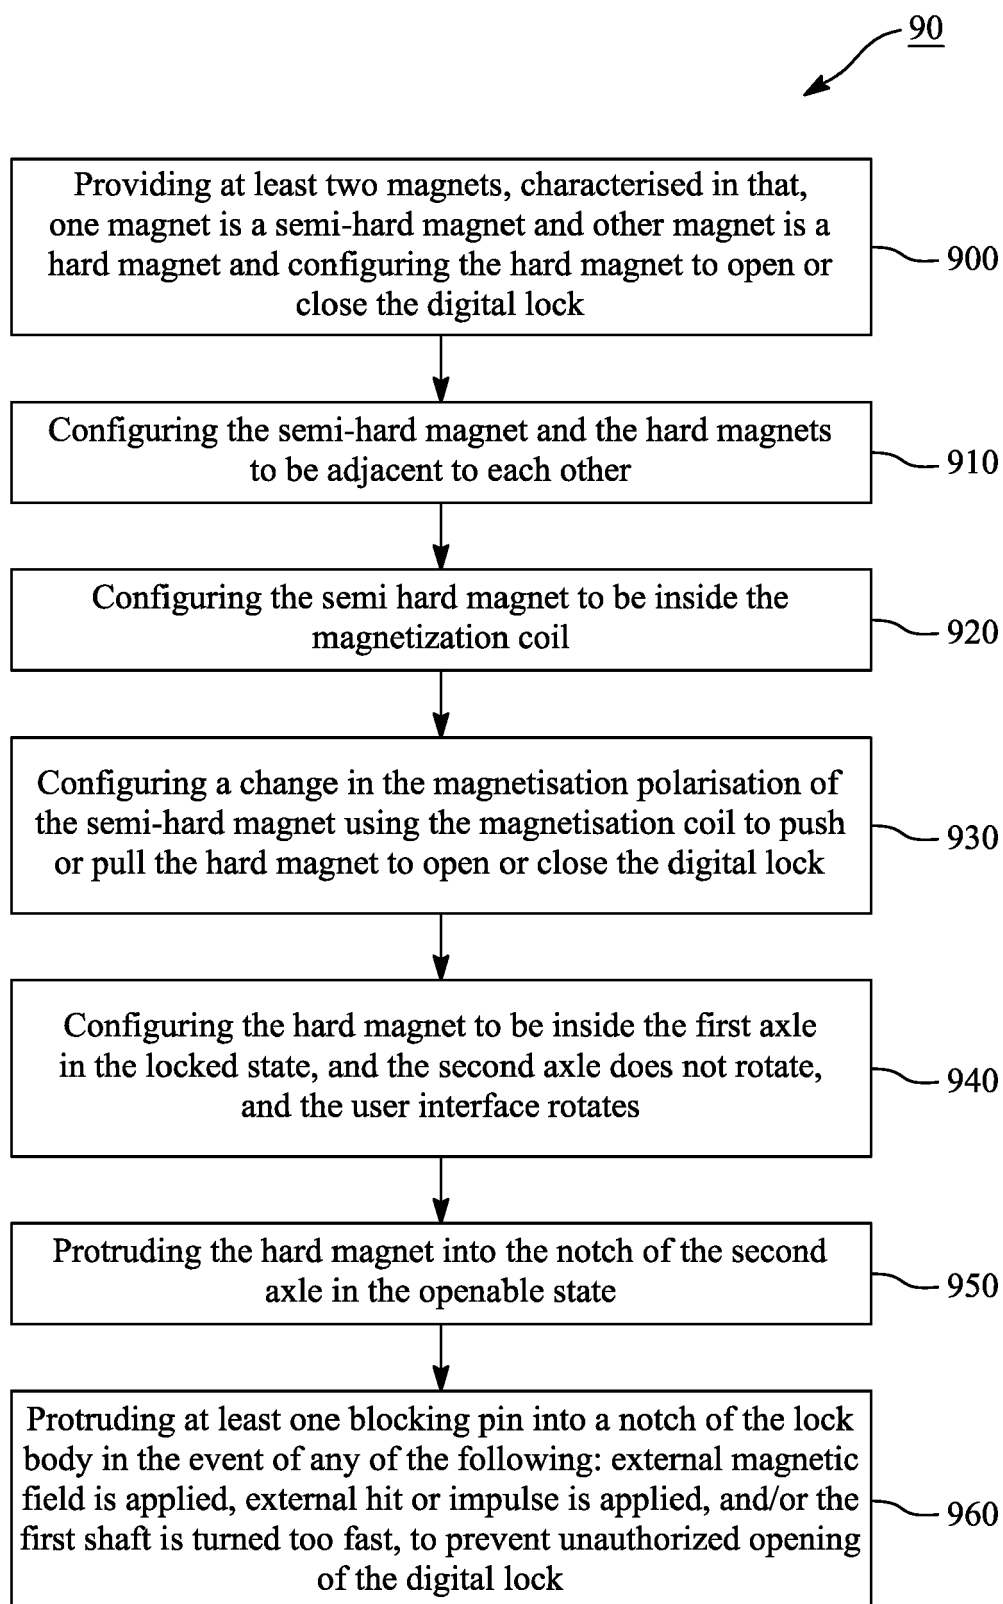 90
Providing at least two magnets, characterised in that,
one magnet is a semi-hard magnet and other magnet is a
hard magnet and configuring the hard magnet to open or
close the digital lock
900
Configuring the semi-hard magnet and the hard magnets
to be adjacent to each other.
910
Configuring the semi hard magnet to be inside the
magnetization coil
920
Configuring a change in the magnetisation polarisation of
the semi-hard magnet using the magnetisation coil to push
or pull the hard magnet to open or close the digital lock
930
Configuring the hard magnet to be inside the first axle
in the locked state, and the second axle does not rotate,
and the user interface rotates
940
Protruding the hard magnet into the notch of the second
axle in the openable state
950
Protruding at least one blocking pin into a notch of the lock
body in the event of any of the following: external magnetic
field is applied, external hit or impulse is applied, and/or the
first shaft is turned too fast, to prevent unauthorized opening
of the digital lock
960